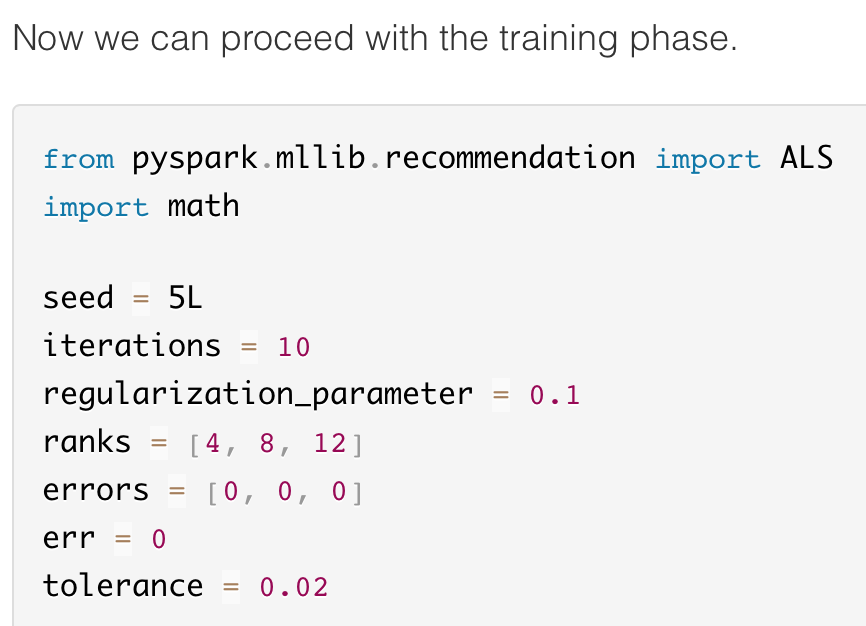 Now we can proceed with the training phase.
from pyspark.mllib.recommendation import ALS
import math
seed = 5L
iterations = 10
regularization_parameter = 0.1
ranks = [4, 8, 12]
errors = [0, 0, 0]
err = 0
tolerance = 0.02